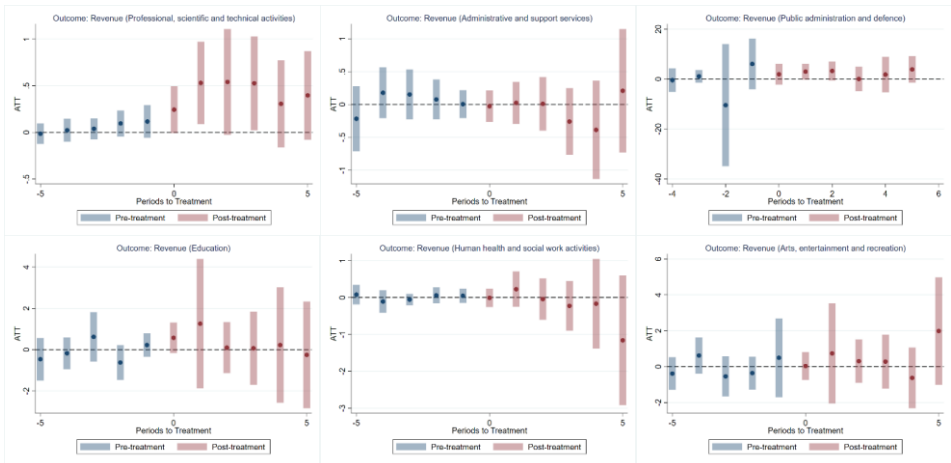 Outcome: Revenue (Professional, scientific and technical activities)
1
.5
0
-.5
ATT
-5
0
5
Periods to Treatment
Pre-treatment
Post-treatment
Outcome: Revenue (Administrative and support services)
1
.5
0
-.5
-1
ATT
-5
0
5
Periods to Treatment
Pre-treatment
Post-treatment
Outcome: Revenue (Public administration and defence)
20
0
-20
-40
ATT
-4
-2
0
2
4
6
Periods to Treatment
Pre-treatment
Post-treatment
Outcome: Revenue (Education)
4
2
0
-2
ATT
-5
0
5
Periods to Treatment
Pre-treatment
Post-treatment
Outcome: Revenue (Human health and social work activities)
1
0
-1
-2
-3
ATT
-5
0
5
Periods to Treatment
Pre-treatment
Post-treatment
Outcome: Revenue (Arts, entertainment and recreation)
6
4
2
0
-2
ATT
-5
0
5
Periods to Treatment
Pre-treatment
Post-treatment